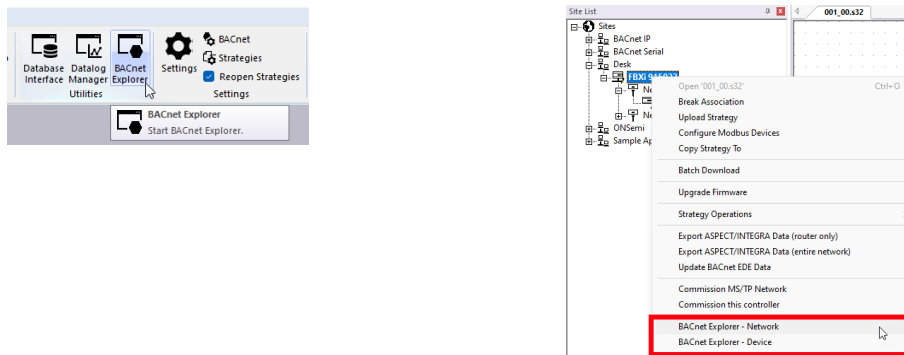 Database Interface
Datalog Manager
BACnet Explorer
Utilities
Settings
BACnet
Strategies
Reopen Strategies
Settings
BACnet Explorer
Start BACnet Explorer.
Site List
001_00.s32
Sites
BACnet IP
BACnet Serial
Desk
FBXi
Ne
Ne
ONSemi
Sample Ap
Open '001_00.s32' Ctrl+O
Break Association
Upload Strategy
Configure Modbus Devices
Copy Strategy To
Batch Download
Upgrade Firmware
Strategy Operations
Export ASPECT/INTEGRA Data (router only)
Export ASPECT/INTEGRA Data (entire network)
Update BACnet EDE Data
Commission MS/TP Network
Commission this controller
BACnet Explorer - Network
BACnet Explorer - Device